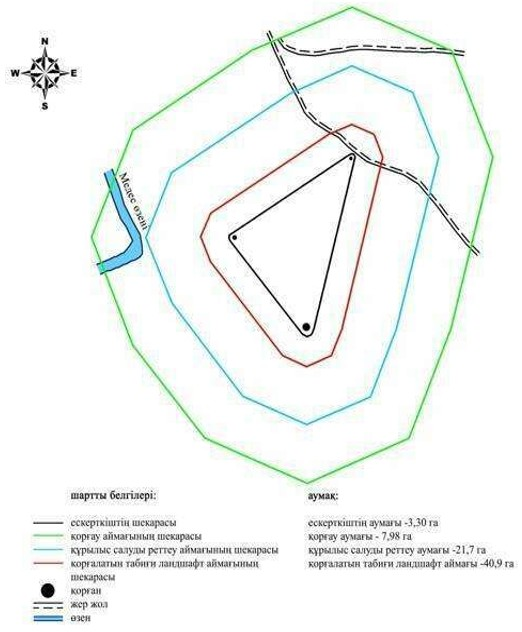 N
W E
S
Медес өзені
шартты белгілері: аумақ:
ескерткіштің шекарасы ескерткіштің аумағы -3,30 га
қорғау аймағының шекарасы қорғау аумағы - 7,98 га
құрылыс салуды реттеу аймағының шекарасы құрылыс салуды реттеу аумағы -21,7 га
қорғалатын табиғи ландшафт аймағының қорғалатын табиғи ландшафт аймағы -40,9 га
шекарасы
қорған
жер жол
өзен